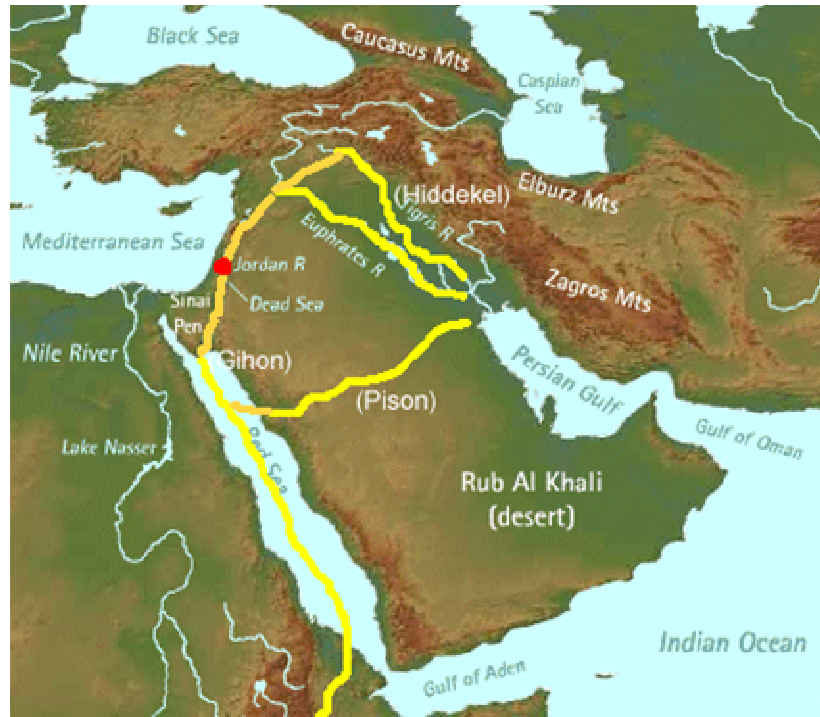 Black Sea
Caucasus Mts
Caspian
Sea
Elburz Mts
(Hiddekel)
Tigris R
Euphrates R
Mediterranean Sea
Jordan R
Dead Sea
Zagros Mts
Sinai
Pen
Nile River
(Gihon)
Persian Gulf
(Pison)
Gulf of Oman
Lake Nasser
Red Sea
Rub Al Khali
(desert)
Indian Ocean
Gulf of Aden